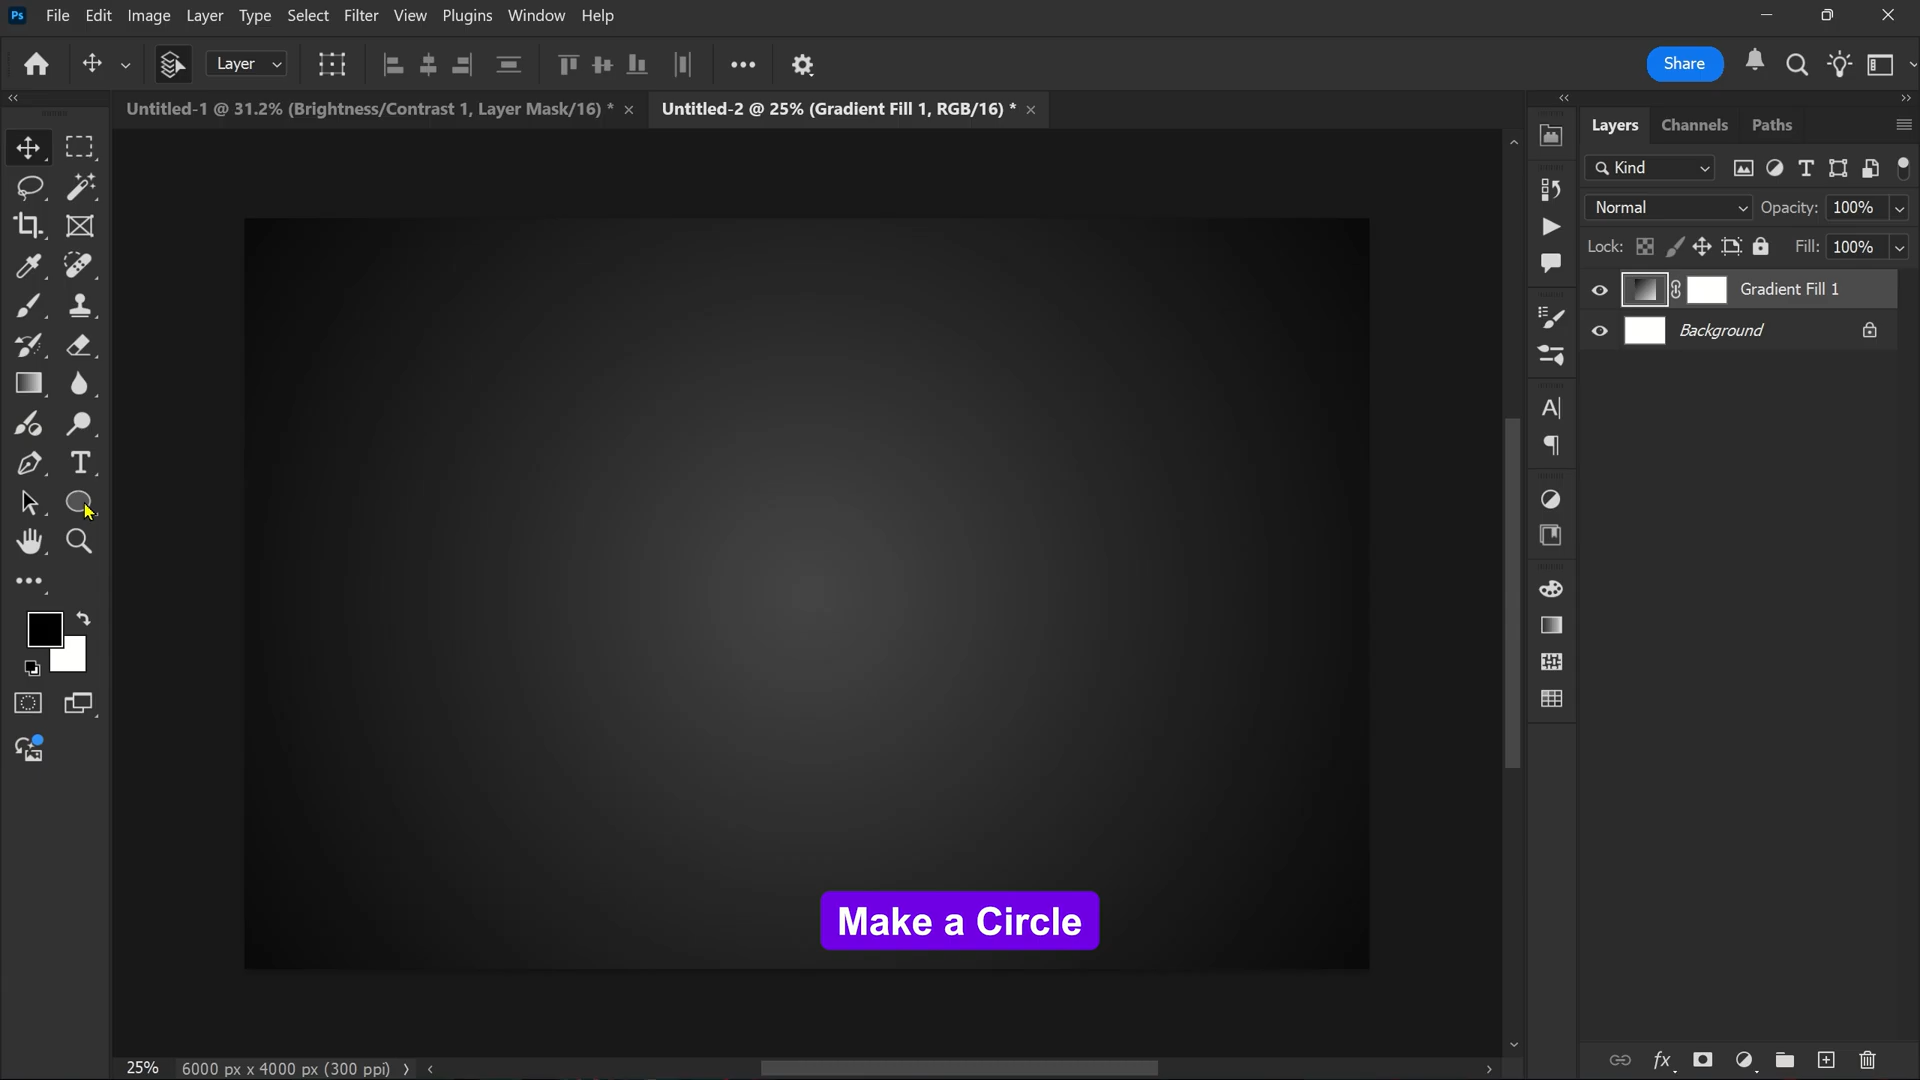 Ps File Edit Image Layer Type Select Filter View Plugins Window Help
Layer Share
Untitled-1 @ 31.2% (Brightness/Contrast 1, Layer Mask/16) * × Untitled-2 @ 25% (Gradient Fill 1, RGB/16) * ×
Layers Channels Paths
Kind
Normal Opacity: 100%
Lock: Fill: 100%
Gradient Fill 1
Background
Make a Circle
25% 6000 px x 4000 px (300 ppi)